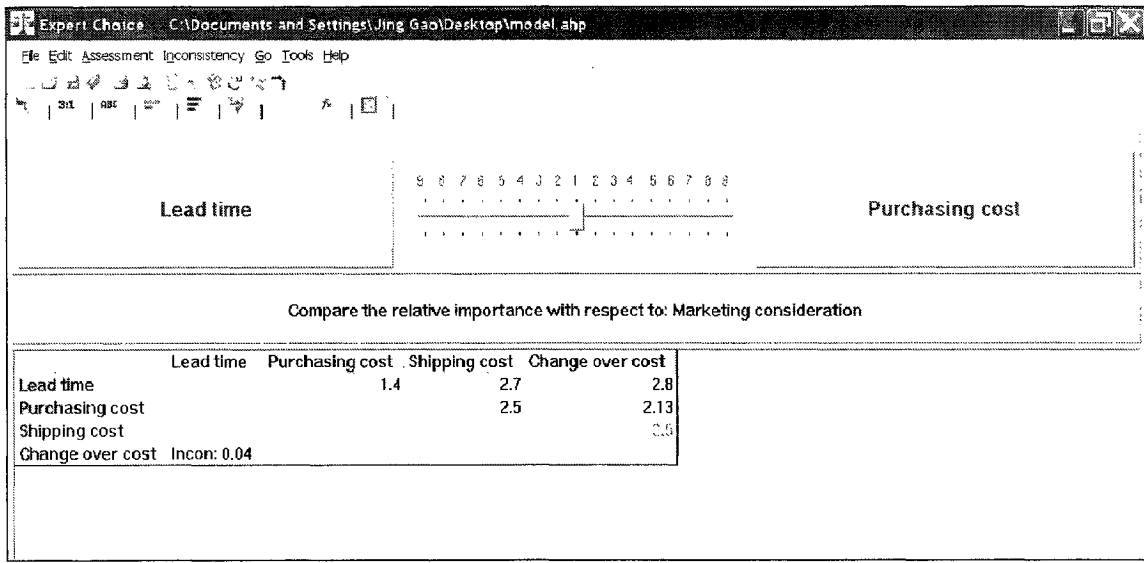 Expert Choice C:\Documents and Settings\Jing Gao\Desktop\model.ahp
File Edit Assessment Inconsistency Go Tools Help
3:1 ABC
9 8 7 6 5 4 3 2 1 2 3 4 5 6 7 8 9
Lead time Purchasing cost
Compare the relative importance with respect to: Marketing consideration
Lead time Purchasing cost Shipping cost Change over cost
Lead time 1.4 2.7 2.8
Purchasing cost 2.5 2.13
Shipping cost
Change over cost Incon: 0.04